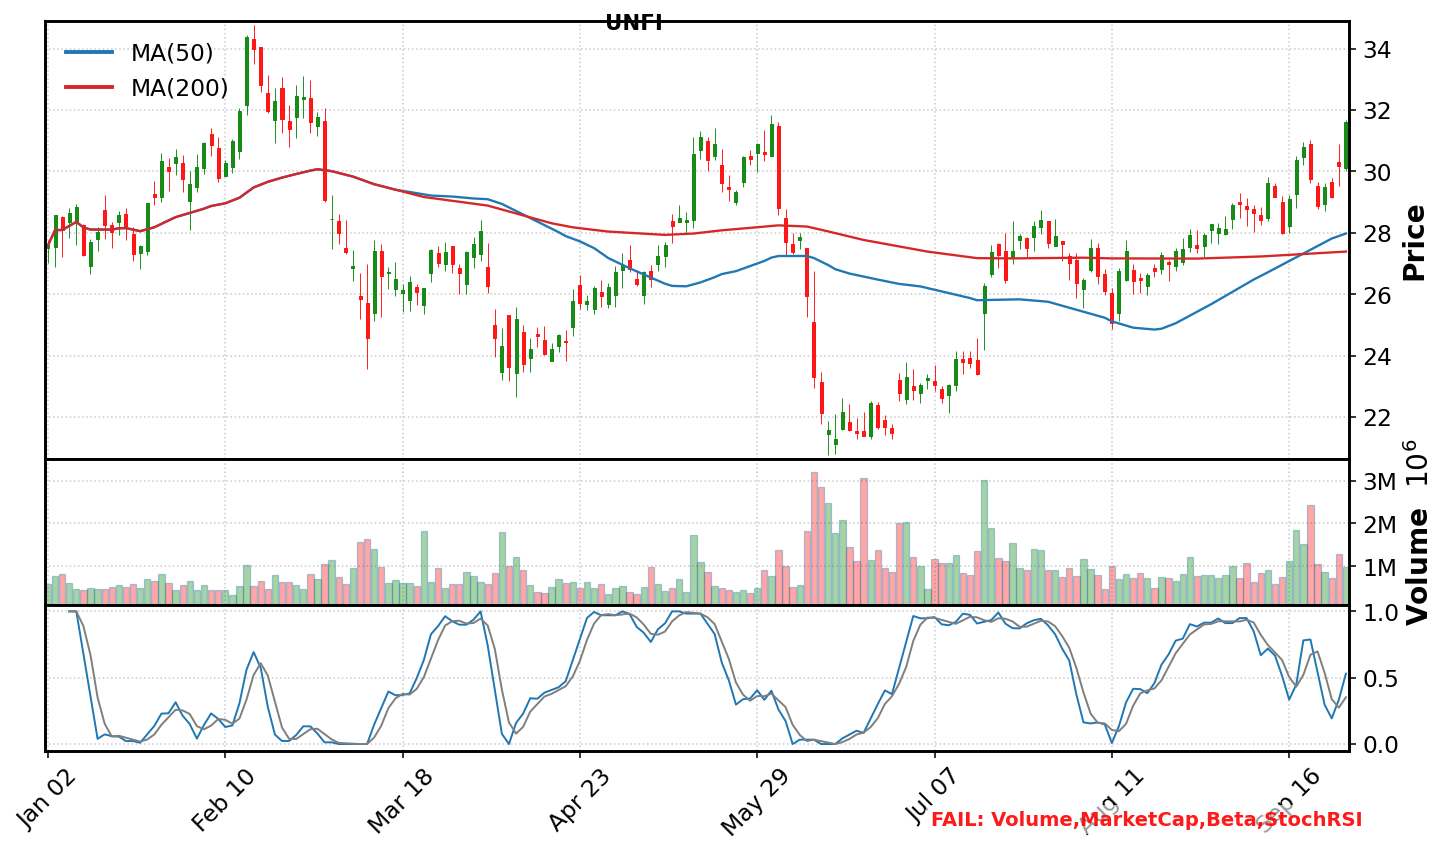 UNFI
MA(50)
MA(200)
34
32
30
28
26
24
22
Price
3M
2M
1M
Volume 10⁶
1.0
0.5
0.0
Jan 02
Feb 10
Mar 18
Apr 23
May 29
Jul 07
Aug 11
Sep 16
FAIL: Volume,MarketCap,Beta,StochRSI